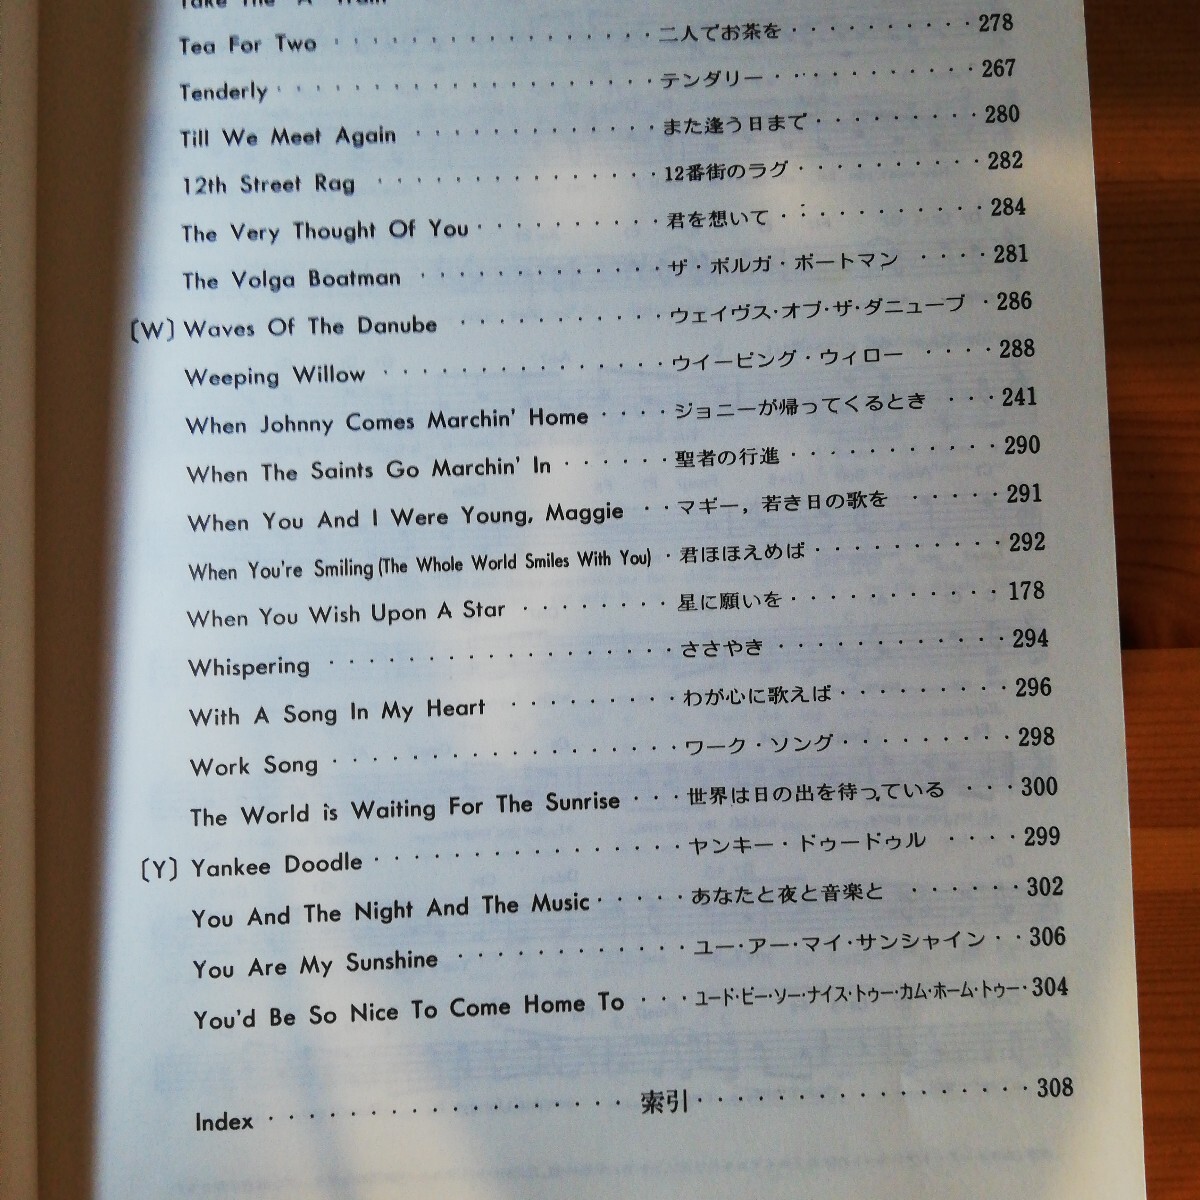 Take The "A" Train
Tea For Two 二人でお茶を 278
Tenderly テンダリー 267
Till We Meet Again また逢う日まで 280
12th Street Rag 12番街のラグ 282
The Very Thought Of You 君を想いて 284
The Volga Boatman ザ・ボルガ・ボートマン 281
〔W〕 Waves Of The Danube ウェイヴス・オブ・ザ・ダニューブ 286
Weeping Willow ウイーピング・ウィロー 288
When Johnny Comes Marchin' Home ジョニーが帰ってくるとき 241
When The Saints Go Marchin' In 聖者の行進 290
When You And I Were Young, Maggie マギー，若き日の歌を 291
When You're Smiling (The Whole World Smiles With You) 君ほほえめば 292
When You Wish Upon A Star 星に願いを 178
Whispering ささやき 294
With A Song In My Heart わが心に歌えば 296
Work Song ワーク・ソング 298
The World is Waiting For The Sunrise 世界は日の出を待っている 300
〔Y〕 Yankee Doodle ヤンキー・ドゥードゥル 299
You And The Night And The Music あなたと夜と音楽と 302
You Are My Sunshine ユー・アー・マイ・サンシャイン 306
You'd Be So Nice To Come Home To ユード・ビー・ソー・ナイス・トゥー・カム・ホーム・トゥー 304
Index 索引 308